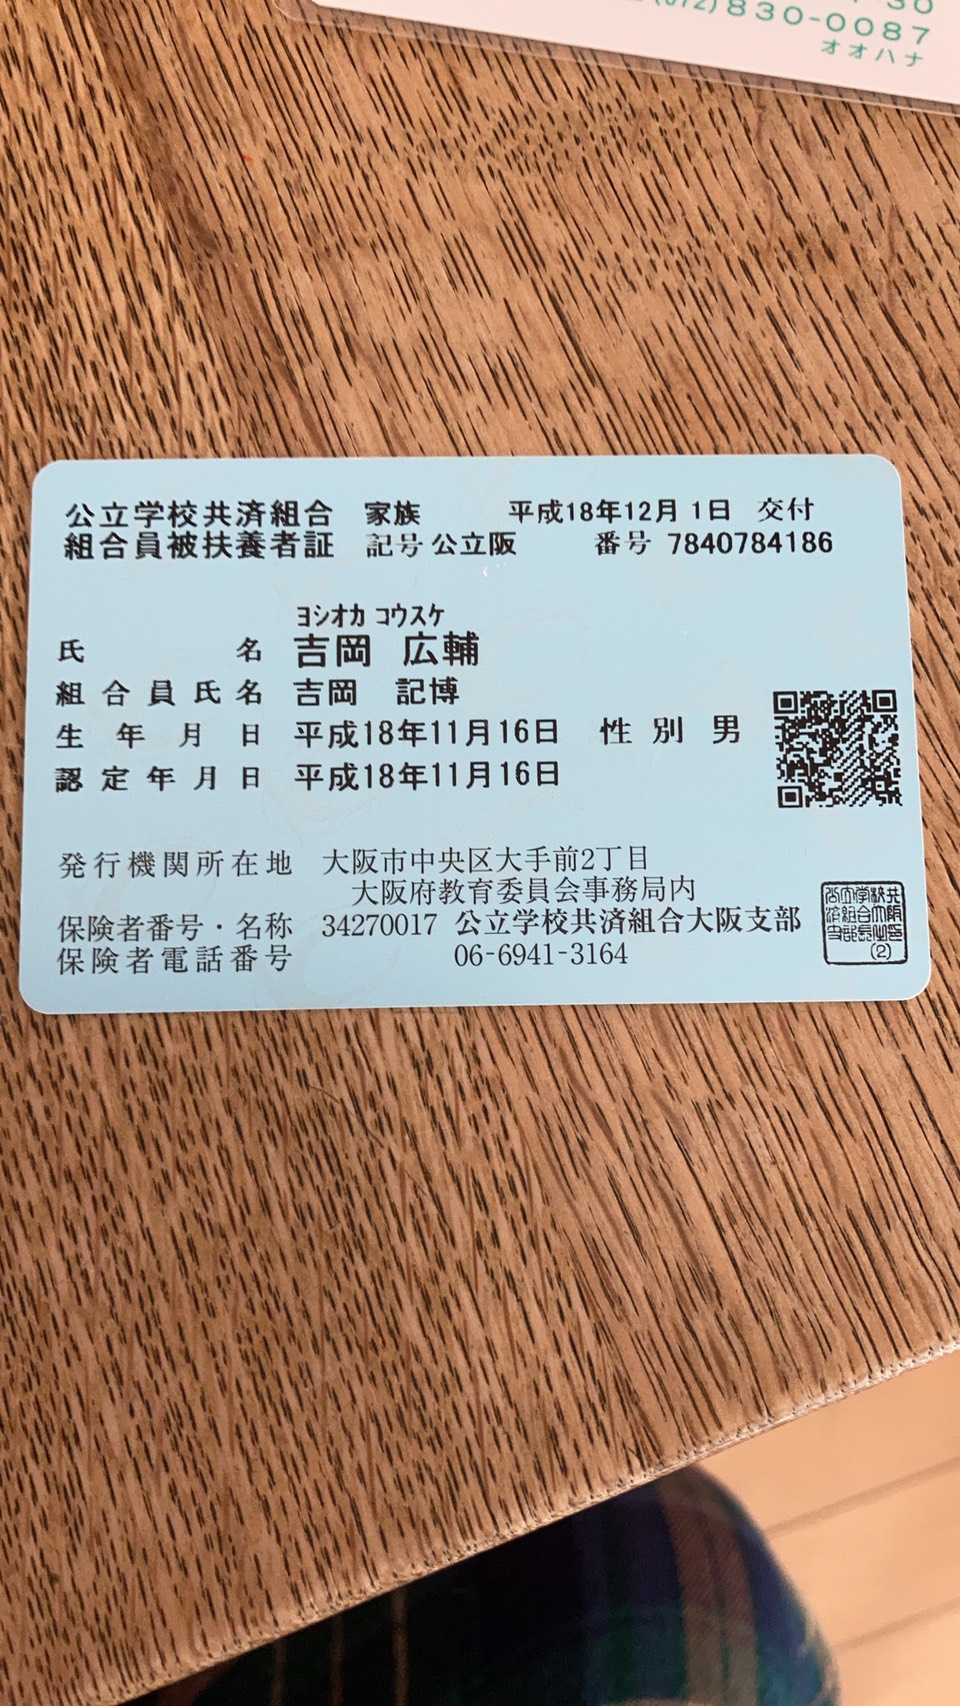 830-0087
オオハナ
公立学校共済組合 家族 平成18年12月1日 交付
組合員被扶養者証 記号 公立阪 番号 7840784186
ヨシオカ コウスケ
氏名 吉岡 広輔
組合員氏名 吉岡 記博
生年月日 平成18年11月16日 性別 男
認定年月日 平成18年11月16日
発行機関所在地 大阪市中央区大手前2丁目
大阪府教育委員会事務局内
保険者番号・名称 34270017 公立学校共済組合大阪支部
保険者電話番号 06-6941-3164
(2)